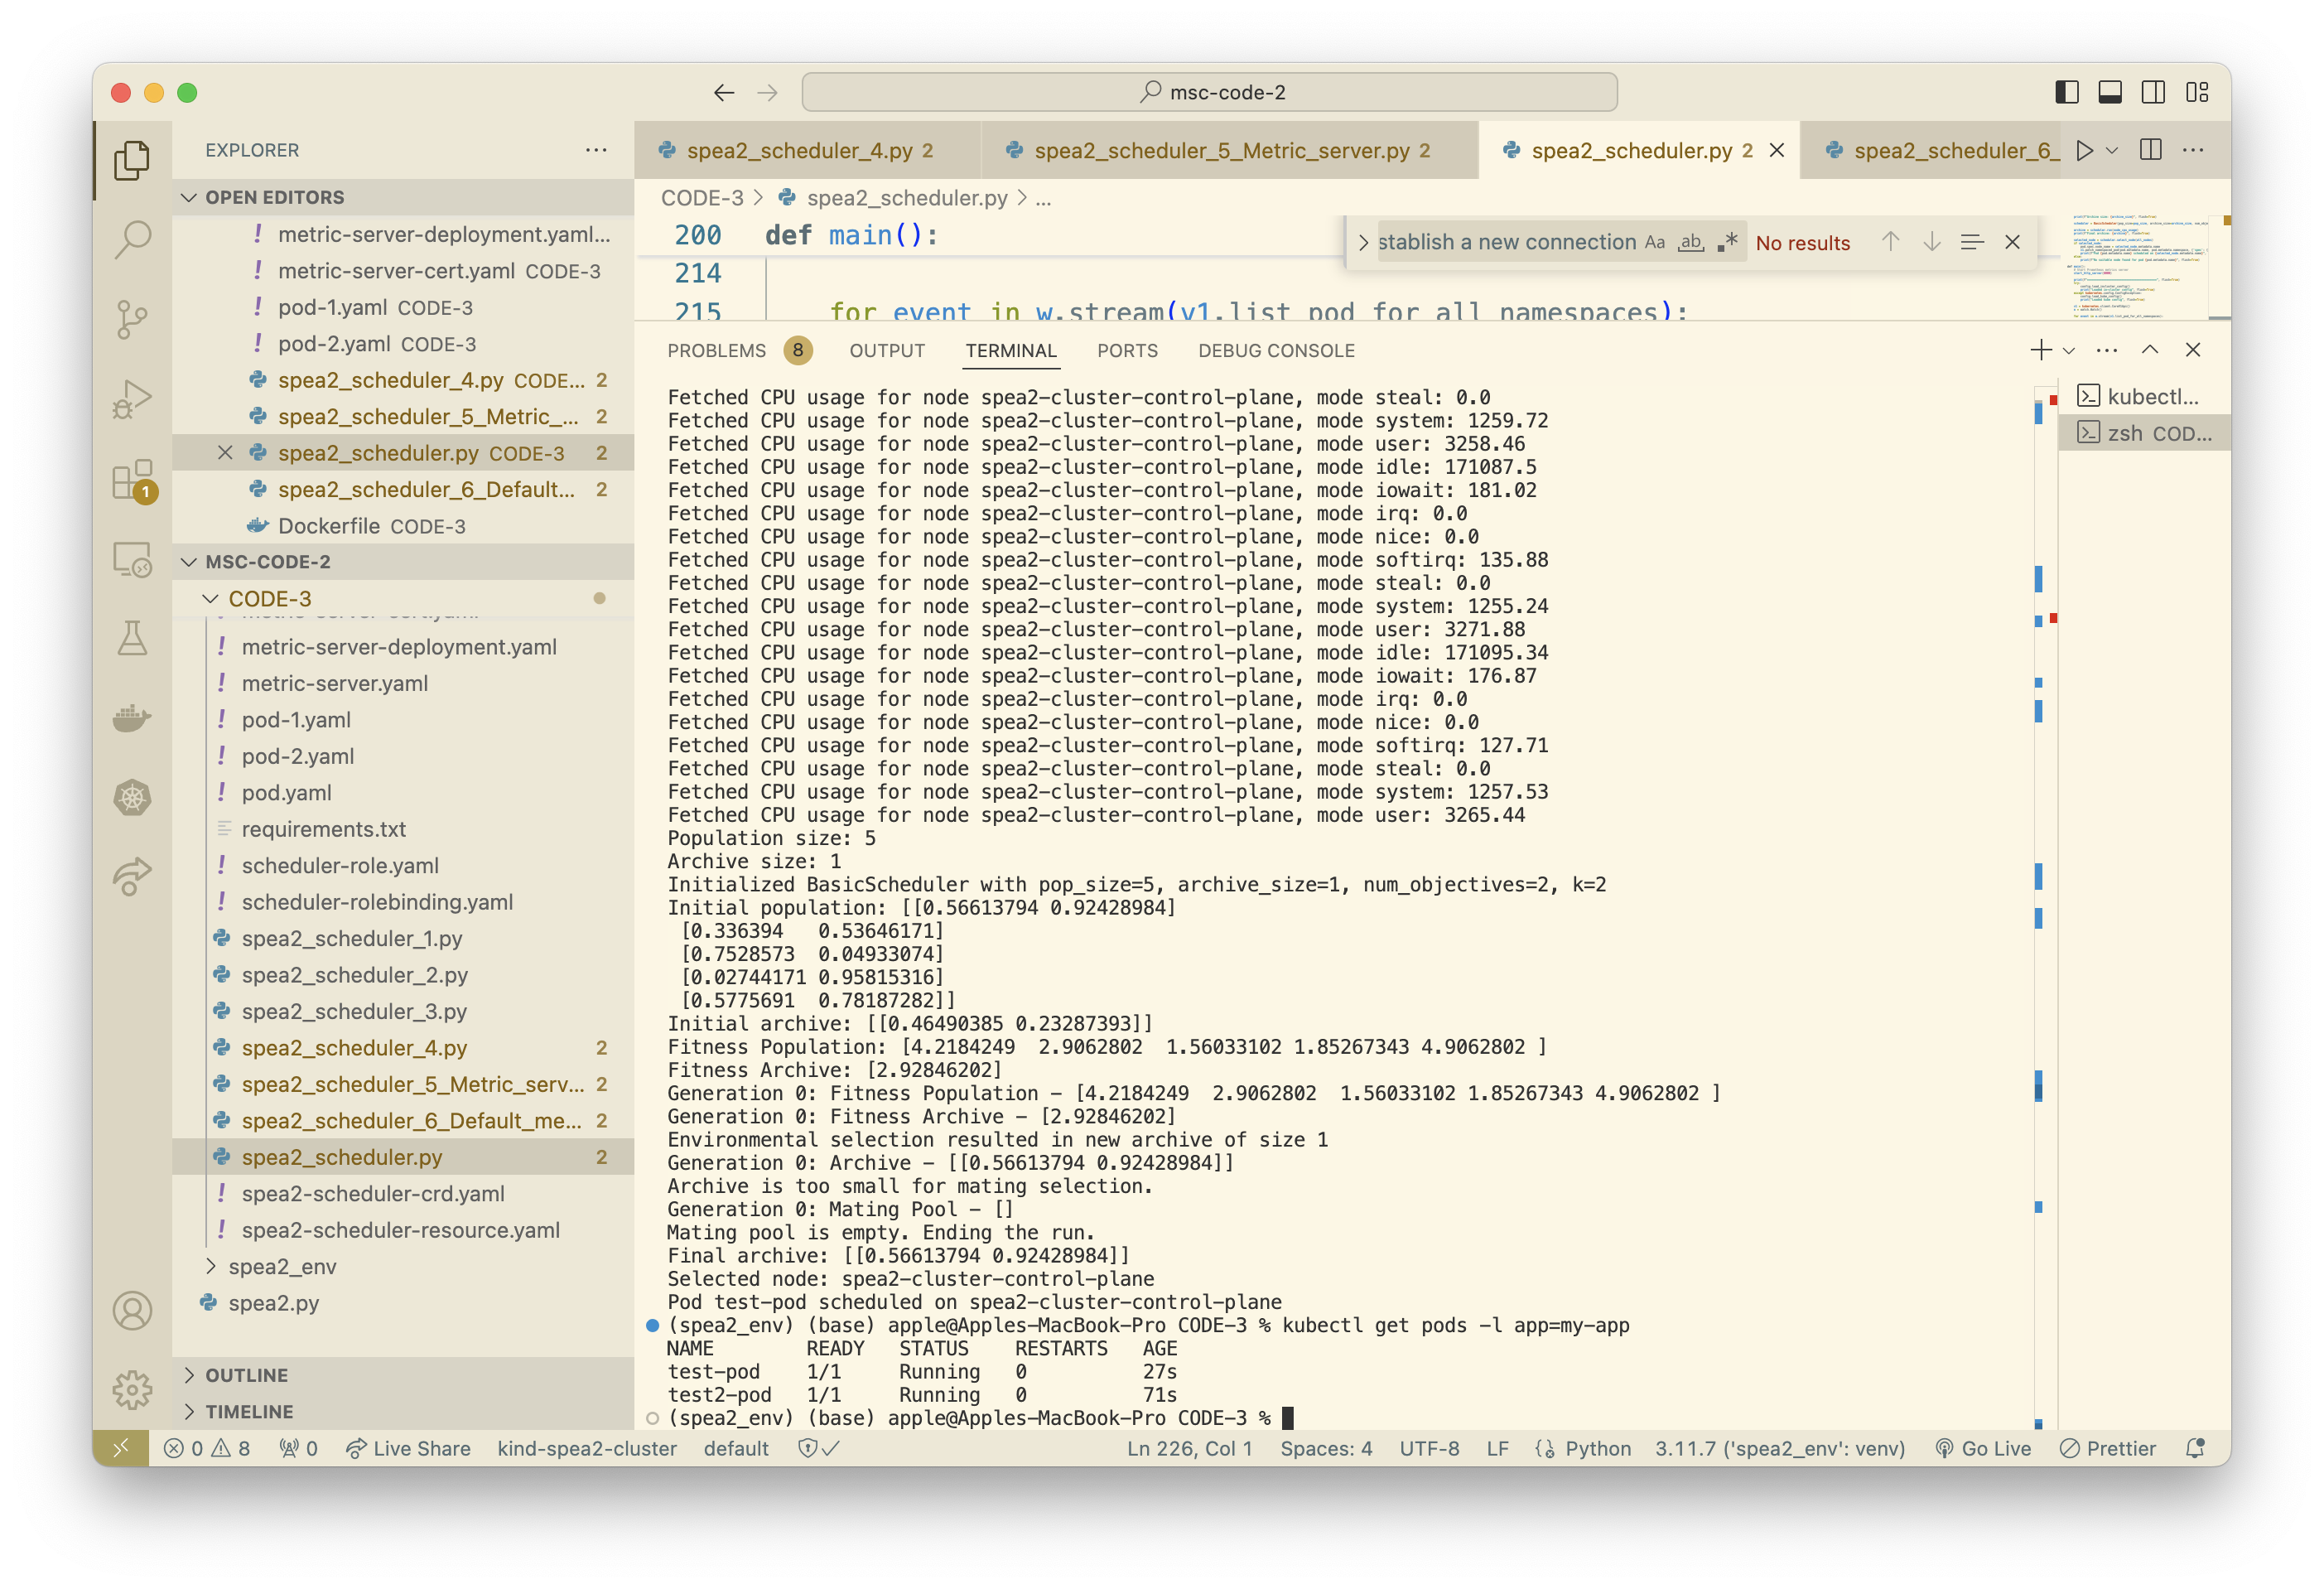 msc-code-2
EXPLORER
OPEN EDITORS
metric-server-deployment.yaml...
metric-server-cert.yaml CODE-3
pod-1.yaml CODE-3
pod-2.yaml CODE-3
spea2_scheduler_4.py CODE... 2
spea2_scheduler_5_Metric_... 2
spea2_scheduler.py CODE-3 2
spea2_scheduler_6_Default... 2
Dockerfile CODE-3
MSC-CODE-2
CODE-3
metric-server-cert.yaml
metric-server-deployment.yaml
metric-server.yaml
pod-1.yaml
pod-2.yaml
pod.yaml
requirements.txt
scheduler-role.yaml
scheduler-rolebinding.yaml
spea2_scheduler_1.py
spea2_scheduler_2.py
spea2_scheduler_3.py
spea2_scheduler_4.py 2
spea2_scheduler_5_Metric_serv... 2
spea2_scheduler_6_Default_me... 2
spea2_scheduler.py 2
spea2-scheduler-crd.yaml
spea2-scheduler-resource.yaml
spea2_env
spea2.py
OUTLINE
TIMELINE
1
spea2_scheduler_4.py 2
spea2_scheduler_5_Metric_server.py 2
spea2_scheduler.py 2
spea2_scheduler_6_
CODE-3 > spea2_scheduler.py > ...
200 def main():
214
215 for event in w.stream(v1.list_pod_for_all_namespaces):
stablish a new connection Aa ab, .* No results
PROBLEMS 8 OUTPUT TERMINAL PORTS DEBUG CONSOLE
kubectl...
zsh COD...
Fetched CPU usage for node spea2-cluster-control-plane, mode steal: 0.0
Fetched CPU usage for node spea2-cluster-control-plane, mode system: 1259.72
Fetched CPU usage for node spea2-cluster-control-plane, mode user: 3258.46
Fetched CPU usage for node spea2-cluster-control-plane, mode idle: 171087.5
Fetched CPU usage for node spea2-cluster-control-plane, mode iowait: 181.02
Fetched CPU usage for node spea2-cluster-control-plane, mode irq: 0.0
Fetched CPU usage for node spea2-cluster-control-plane, mode nice: 0.0
Fetched CPU usage for node spea2-cluster-control-plane, mode softirq: 135.88
Fetched CPU usage for node spea2-cluster-control-plane, mode steal: 0.0
Fetched CPU usage for node spea2-cluster-control-plane, mode system: 1255.24
Fetched CPU usage for node spea2-cluster-control-plane, mode user: 3271.88
Fetched CPU usage for node spea2-cluster-control-plane, mode idle: 171095.34
Fetched CPU usage for node spea2-cluster-control-plane, mode iowait: 176.87
Fetched CPU usage for node spea2-cluster-control-plane, mode irq: 0.0
Fetched CPU usage for node spea2-cluster-control-plane, mode nice: 0.0
Fetched CPU usage for node spea2-cluster-control-plane, mode softirq: 127.71
Fetched CPU usage for node spea2-cluster-control-plane, mode steal: 0.0
Fetched CPU usage for node spea2-cluster-control-plane, mode system: 1257.53
Fetched CPU usage for node spea2-cluster-control-plane, mode user: 3265.44
Population size: 5
Archive size: 1
Initialized BasicScheduler with pop_size=5, archive_size=1, num_objectives=2, k=2
Initial population: [[0.56613794 0.92428984]
[0.336394   0.53646171]
[0.7528573  0.04933074]
[0.02744171 0.95815316]
[0.5775691  0.78187282]]
Initial archive: [[0.46490385 0.23287393]]
Fitness Population: [4.2184249  2.9062802  1.56033102 1.85267343 4.9062802 ]
Fitness Archive: [2.92846202]
Generation 0: Fitness Population - [4.2184249  2.9062802  1.56033102 1.85267343 4.9062802 ]
Generation 0: Fitness Archive - [2.92846202]
Environmental selection resulted in new archive of size 1
Generation 0: Archive - [[0.56613794 0.92428984]]
Archive is too small for mating selection.
Generation 0: Mating Pool - []
Mating pool is empty. Ending the run.
Final archive: [[0.56613794 0.92428984]]
Selected node: spea2-cluster-control-plane
Pod test-pod scheduled on spea2-cluster-control-plane
(spea2_env) (base) apple@Apples-MacBook-Pro CODE-3 % kubectl get pods -l app=my-app
NAME        READY   STATUS    RESTARTS   AGE
test-pod    1/1     Running   0          27s
test2-pod   1/1     Running   0          71s
(spea2_env) (base) apple@Apples-MacBook-Pro CODE-3 %
0 8 0 Live Share kind-spea2-cluster default Ln 226, Col 1 Spaces: 4 UTF-8 LF Python 3.11.7 ('spea2_env': venv) Go Live Prettier